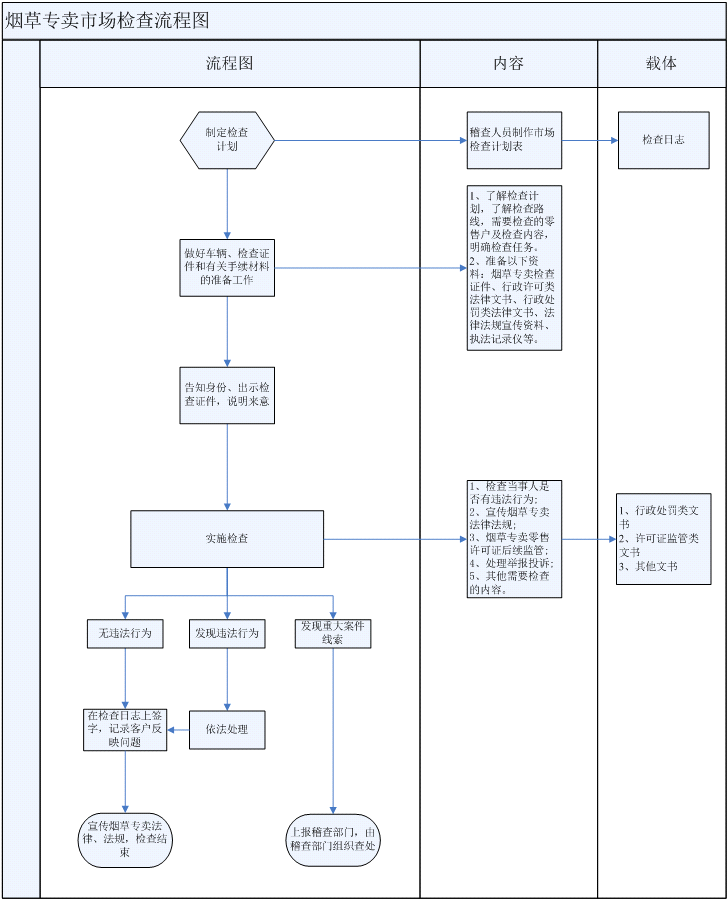 烟草专卖市场检查流程图
流程图
内容
载体
制定检查
计划
稽查人员制作市场
检查计划表
检查日志
做好车辆、检查证
件和有关手续材料
的准备工作
1、了解检查计
划，了解检查路
线，需要检查的零
售户及检查内容，
明确检查任务。
2、准备以下资
料：烟草专卖检查
证件、行政许可类
法律文书、行政处
罚类法律文书、法
律法规宣传资料、
执法记录仪等。
告知身份、出示检
查证件，说明来意
实施检查
1、检查当事人是
否有违法行为;
2、宣传烟草专卖
法律法规;
3、烟草专卖零售
许可证后续监管;
4、处理举报投诉;
5、其他需要检查
的内容。
1、行政处罚类文
书
2、许可证监管类
文书
3、其他文书
无违法行为
发现违法行为
发现重大案件
线索
在检查日志上签
字，记录客户反
映问题
依法处理
宣传烟草专卖法
律、法规，检查结
束
上报稽查部门，由
稽查部门组织查处